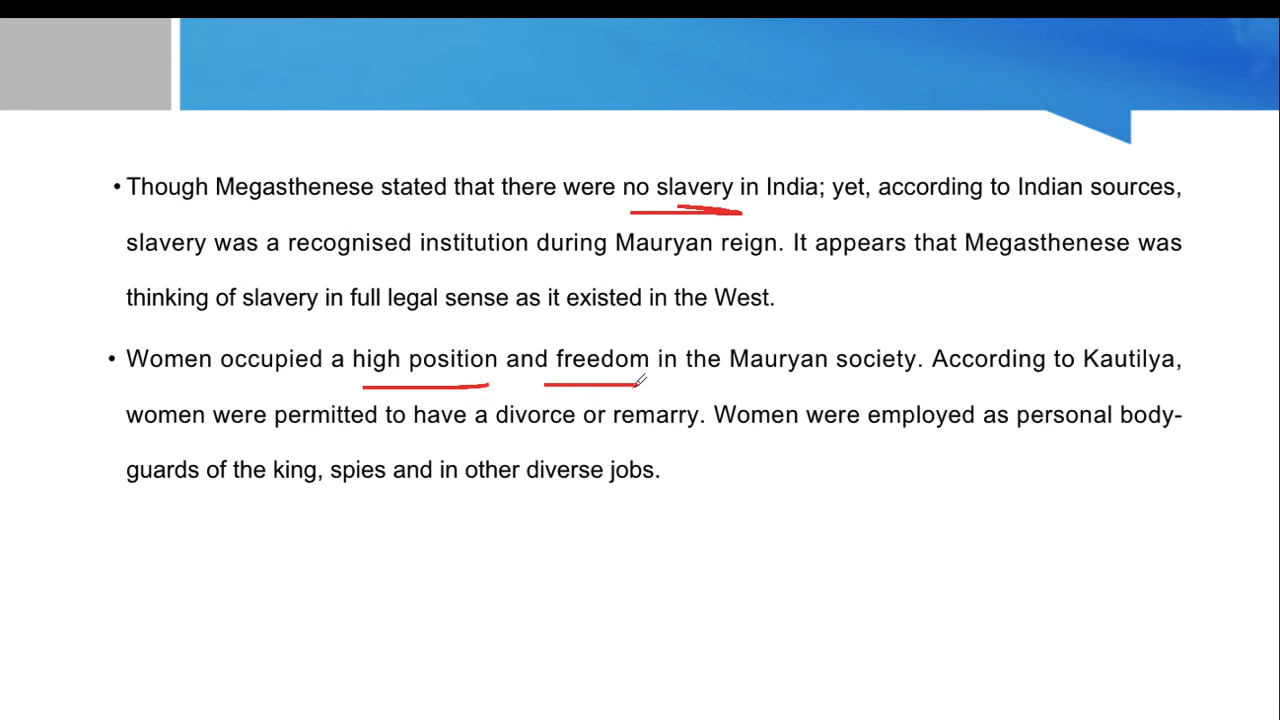 • Though Megasthenese stated that there were no slavery in India; yet, according to Indian sources,
slavery was a recognised institution during Mauryan reign. It appears that Megasthenese was
thinking of slavery in full legal sense as it existed in the West.
• Women occupied a high position and freedom in the Mauryan society. According to Kautilya,
women were permitted to have a divorce or remarry. Women were employed as personal body-
guards of the king, spies and in other diverse jobs.